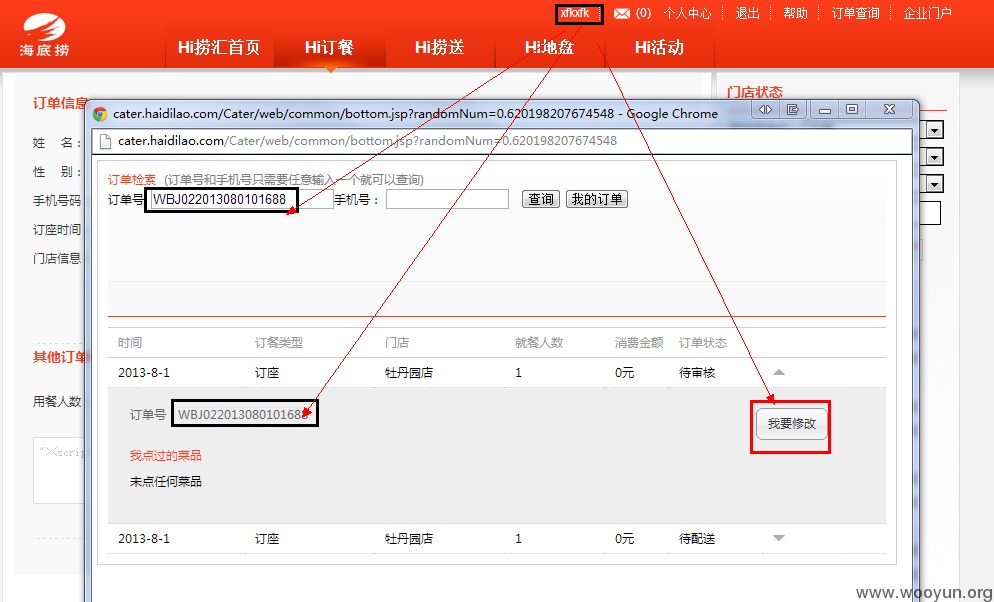 xfkxfk (0) 个人中心 退出 帮助 订单查询 企业门户
海底捞
Hi捞汇首页 Hi订餐 Hi捞送 Hi地盘 Hi活动
订单信息 门店状态
cater.haidilao.com/Cater/web/common/bottom.jsp?randomNum=0.620198207674548 - Google Chrome
cater.haidilao.com/Cater/web/common/bottom.jsp?randomNum=0.620198207674548
姓 名：
性 别：
手机号码
订座时间
门店信息
其他订单
用餐人数
"><scrip
订单检索 (订单号和手机号只需要任意输入一个就可以查询)
订单号 WBJ022013080101688 手机号： 查询 我的订单
时间 订餐类型 门店 就餐人数 消费金额 订单状态
2013-8-1 订座 牡丹园店 1 0元 待审核
订单号 WBJ022013080101688 我要修改
我点过的菜品
未点任何菜品
2013-8-1 订座 牡丹园店 1 0元 待配送
www.wooyun.org